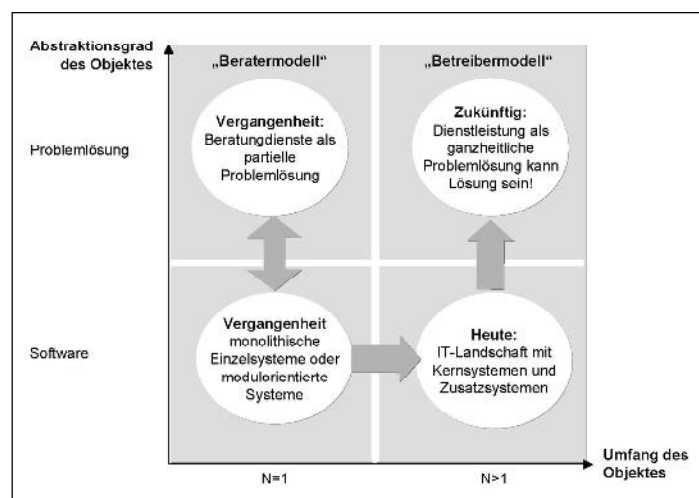 Abstraktionsgrad
des Objektes
„Beratermodell“
„Betreibermodell“
Problemlösung
Vergangenheit:
Beratungdienste als
partielle
Problemlösung
Zukünftig:
Dienstleistung als
ganzheitliche
Problemlösung kann
Lösung sein!
Software
Vergangenheit
monolithische
Einzelsysteme oder
modulorientierte
Systeme
Heute:
IT-Landschaft mit
Kernsystemen und
Zusatzsystemen
N=1
N>1
Umfang des
Objektes